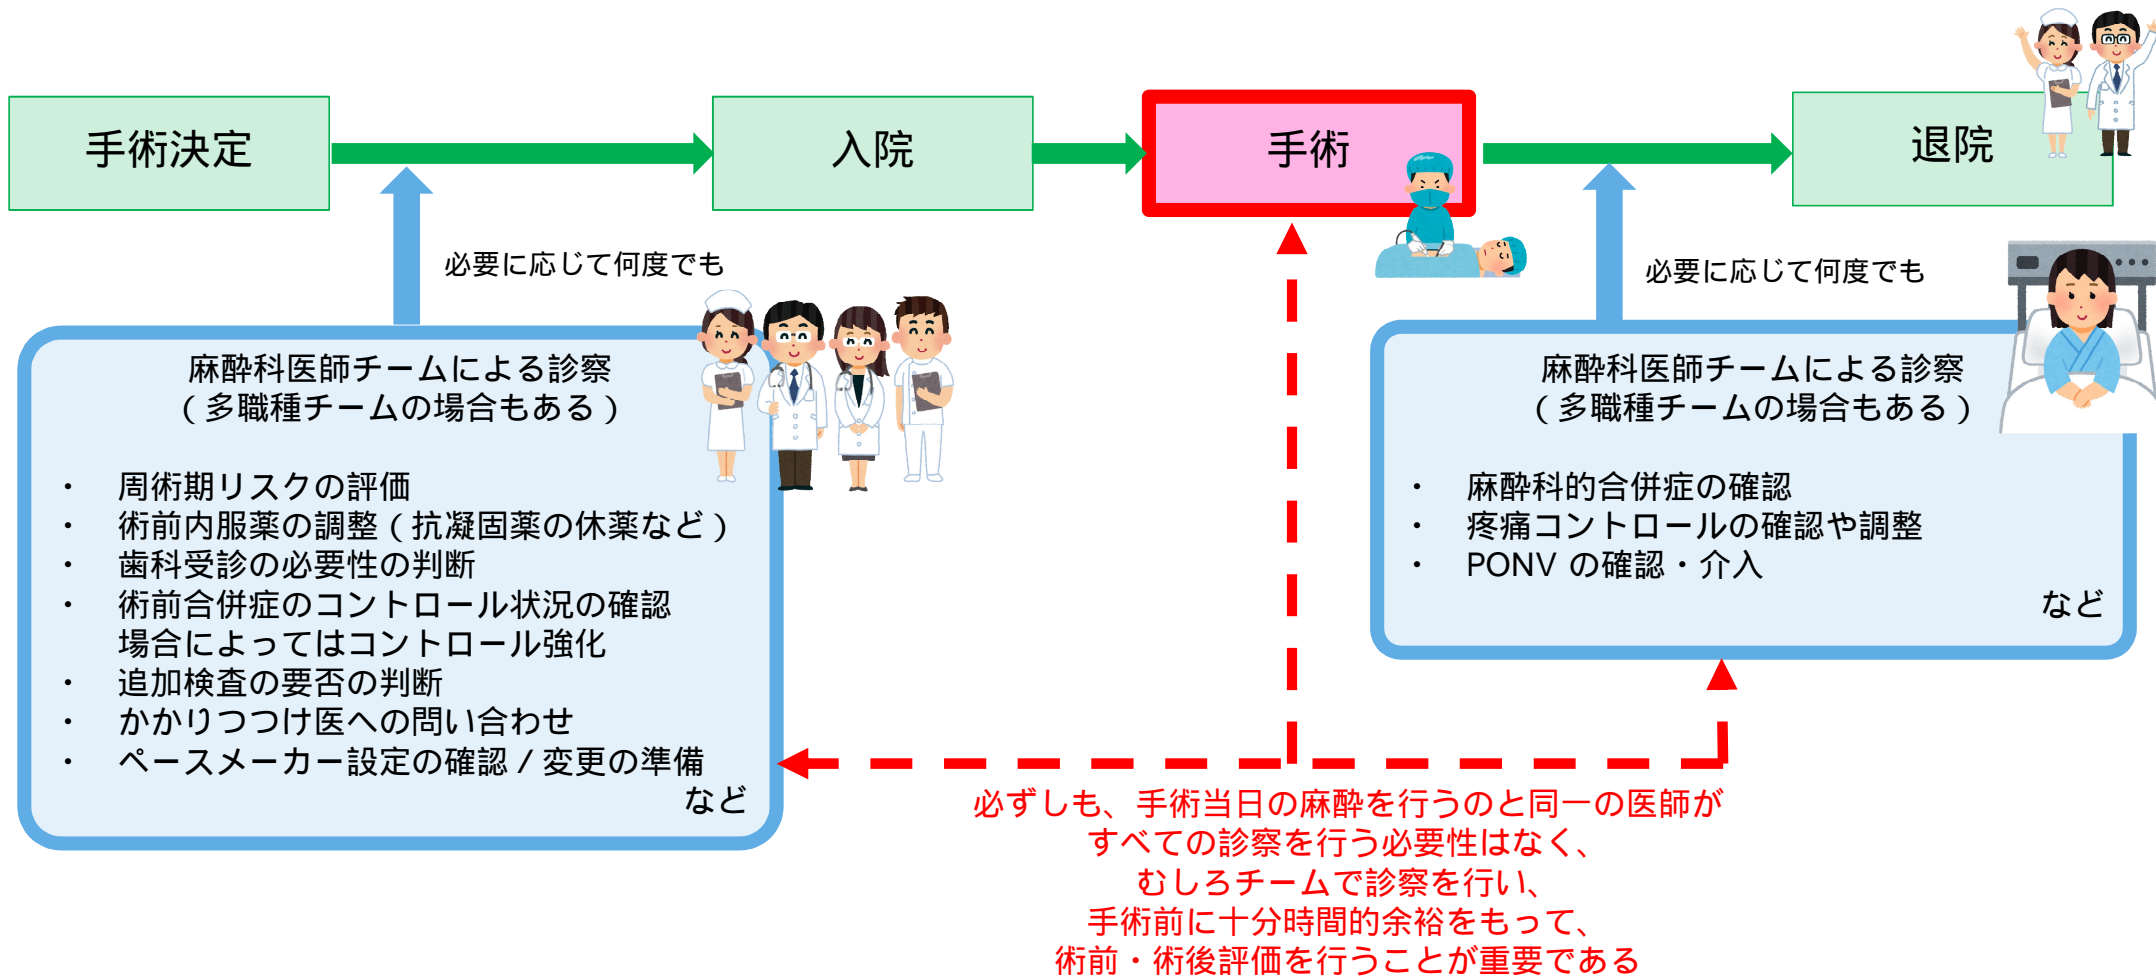 手術決定
入院
手術
退院
必要に応じて何度でも
必要に応じて何度でも
麻酔科医師チームによる診察
(多職種チームの場合もある)
・ 周術期リスクの評価
・ 術前内服薬の調整(抗凝固薬の休薬など)
・ 歯科受診の必要性の判断
・ 術前合併症のコントロール状況の確認
場合によってはコントロール強化
・ 追加検査の要否の判断
・ かかりつつけ医への問い合わせ
・ ペースメーカー設定の確認/変更の準備
など
麻酔科医師チームによる診察
(多職種チームの場合もある)
・ 麻酔科的合併症の確認
・ 疼痛コントロールの確認や調整
・ PONV の確認・介入
など
必ずしも、手術当日の麻酔を行うのと同一の医師が
すべての診察を行う必要性はなく、
むしろチームで診察を行い、
手術前に十分時間的余裕をもって、
術前・術後評価を行うことが重要である